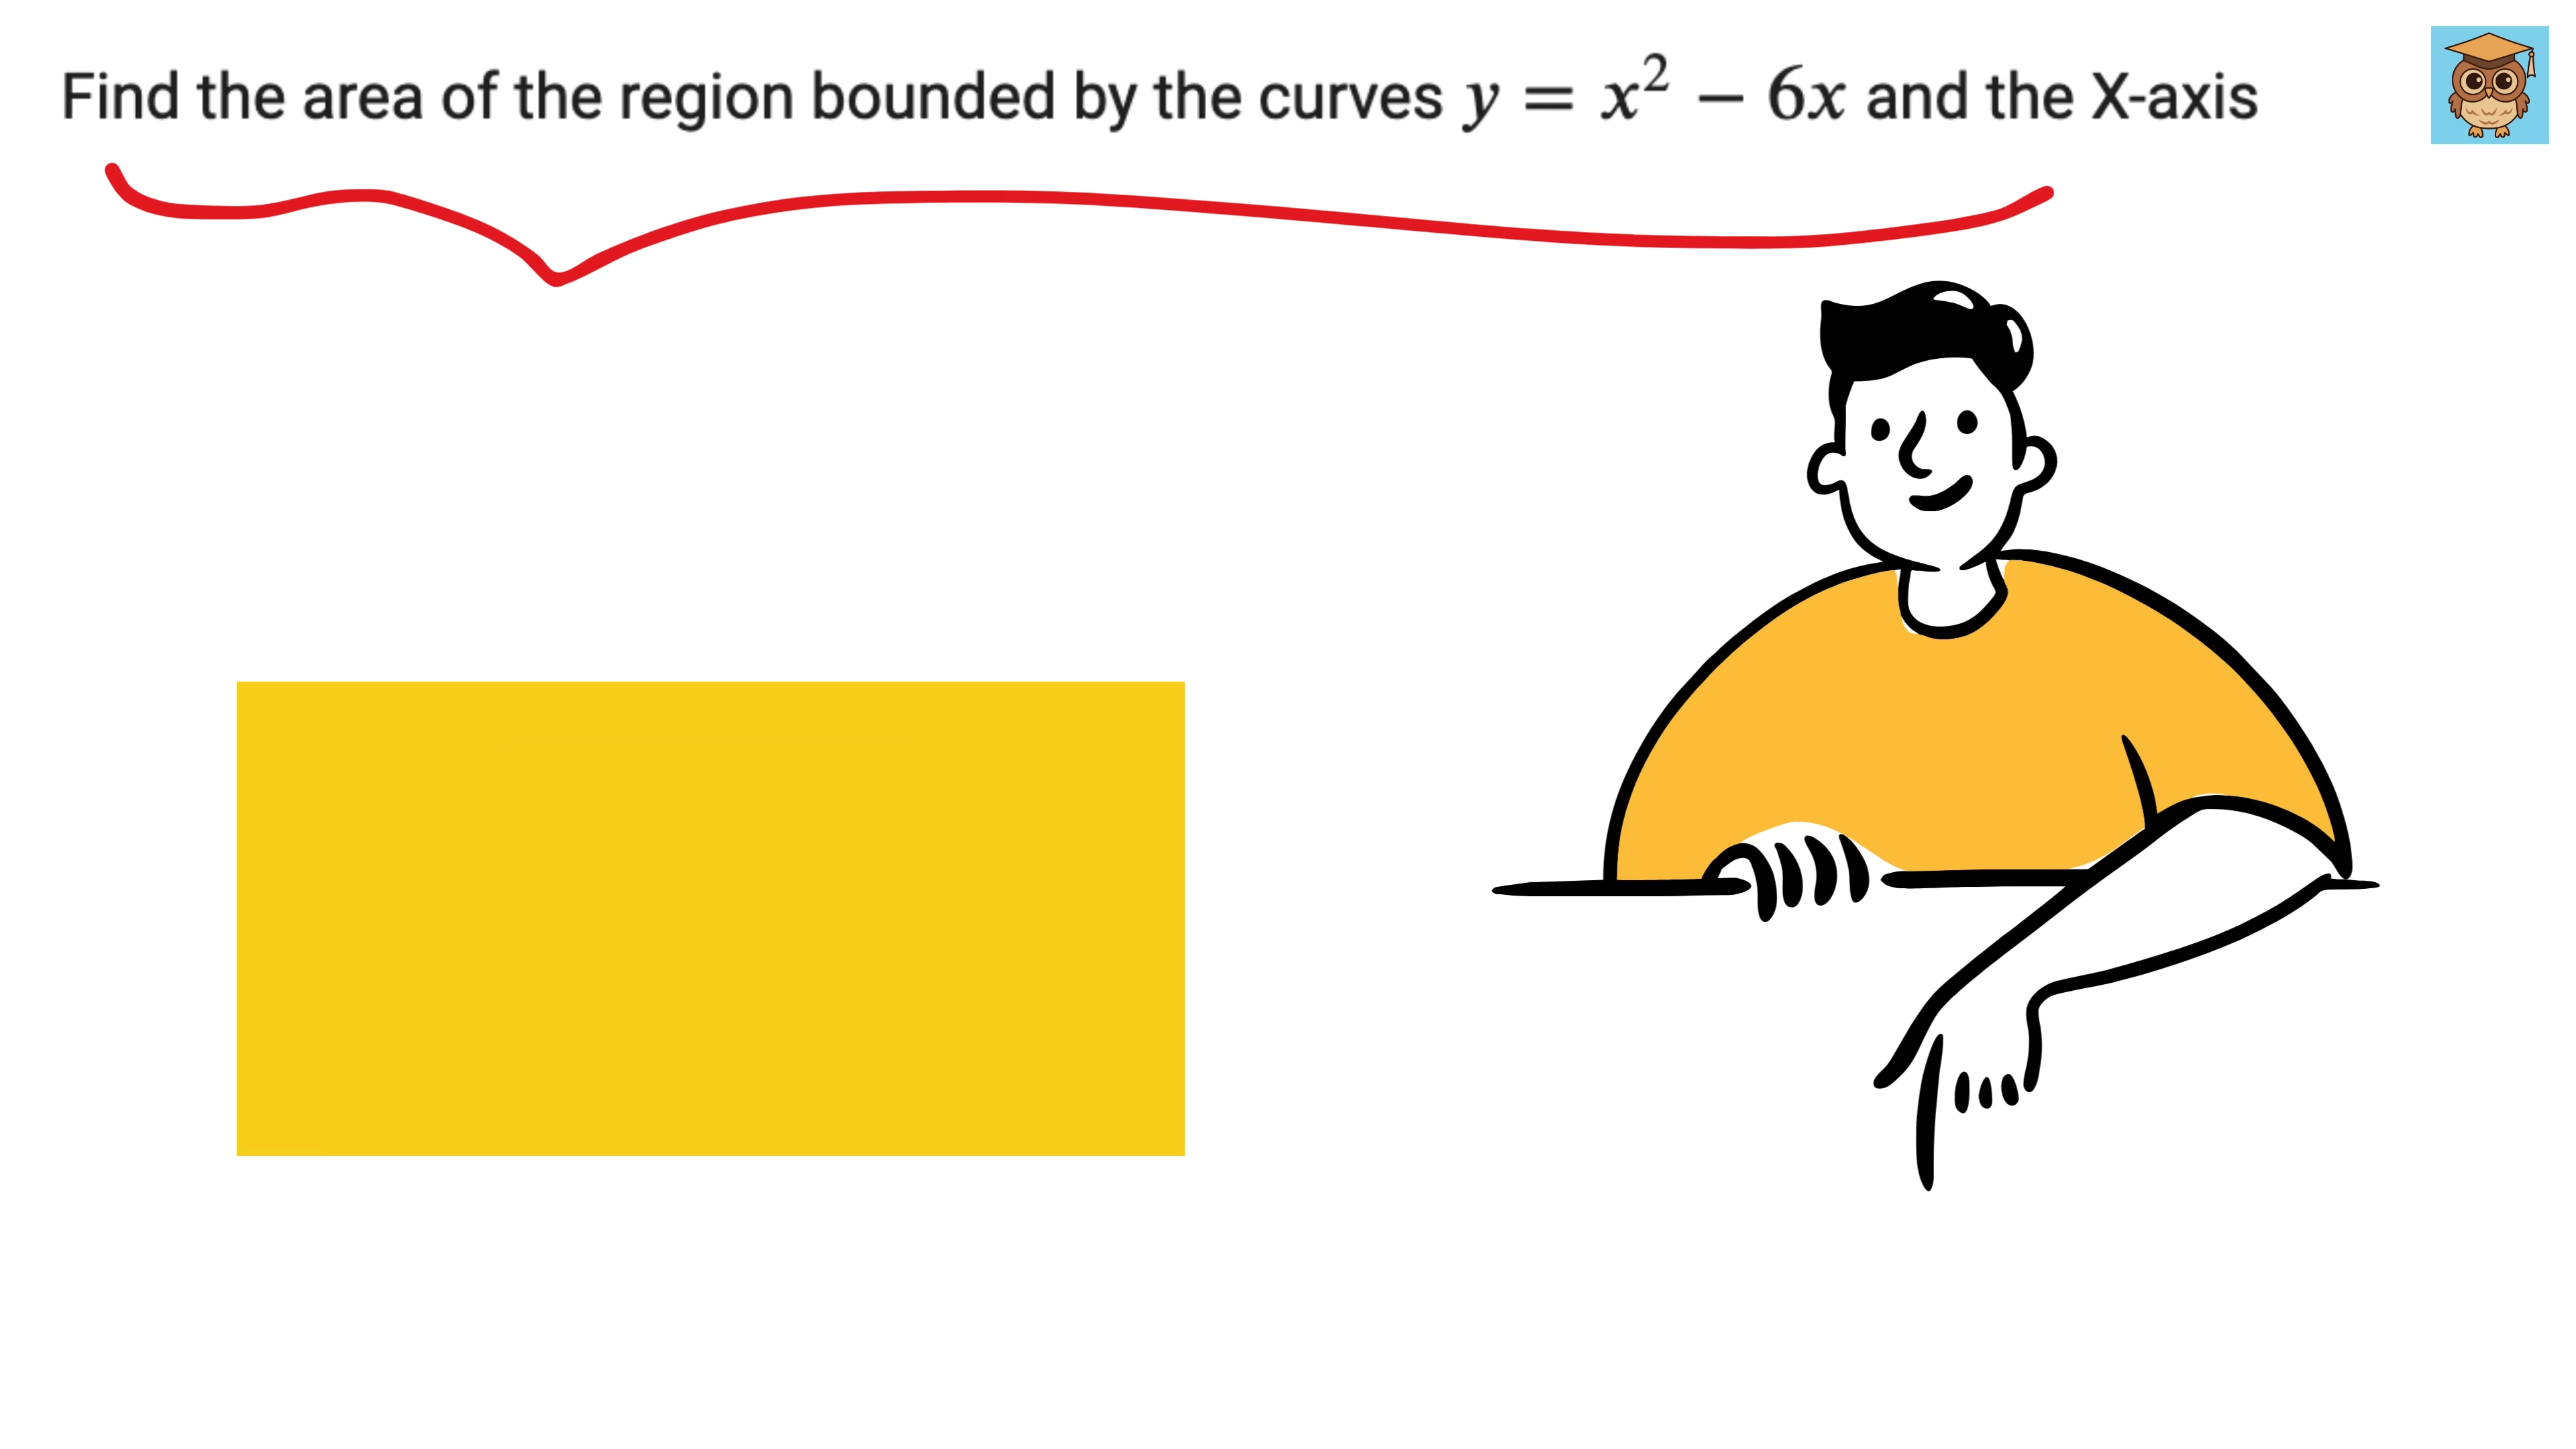 Find the area of the region bounded by the curves y = x² − 6x and the X-axis